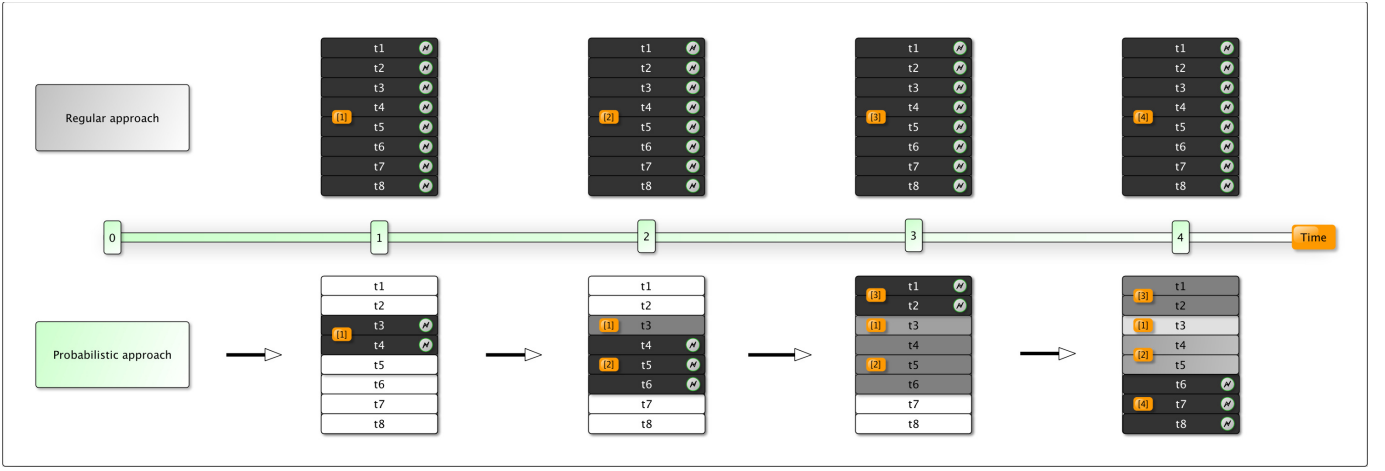 t1 t1 t1 t1
t2 t2 t2 t2
t3 t3 t3 t3
t4 t4 t4 t4
Regular approach [1] [2] [3] [4]
t5 t5 t5 t5
t6 t6 t6 t6
t7 t7 t7 t7
t8 t8 t8 t8
0 1 2 3 4 Time
t1 t1 t1 t1
[3] [3]
t2 t2 t2 t2
t3 [1] t3 [1] t3 [1] t3
[1]
t4 t4 t4 t4
Probabilistic approach [2]
t5 [2] t5 [2] t5 t5
t6 t6 t6 t6
t7 t7 t7 [4] t7
t8 t8 t8 t8